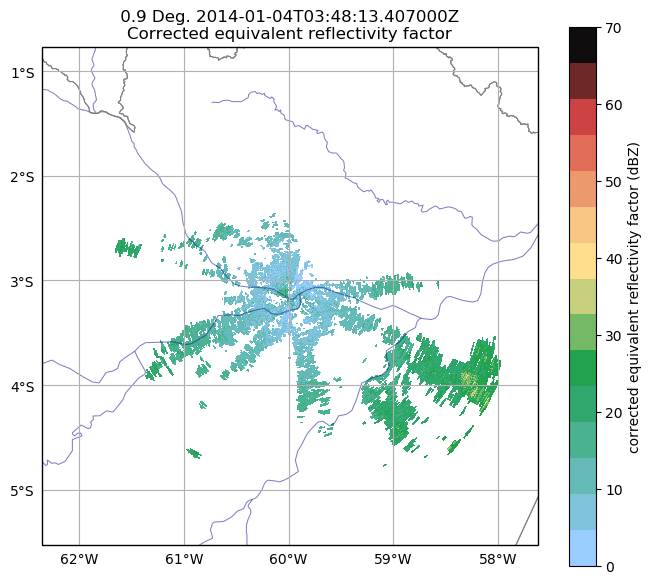 0.9 Deg. 2014-01-04T03:48:13.407000Z
Corrected equivalent reflectivity factor
1°S
2°S
3°S
4°S
5°S
62°W
61°W
60°W
59°W
58°W
70
60
50
40
30
20
10
0
corrected equivalent reflectivity factor (dBZ)